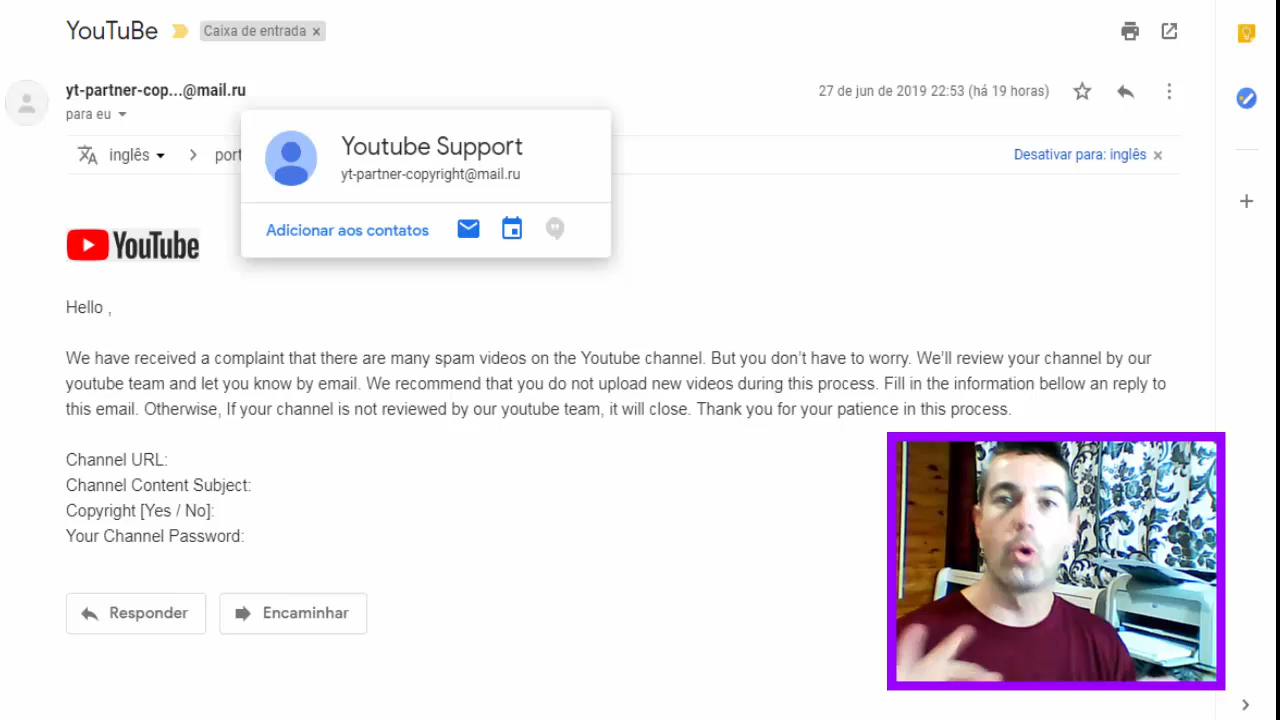 YouTuBe
Caixa de entrada ×
yt-partner-cop...@mail.ru
27 de jun de 2019 22:53 (há 19 horas)
para eu
Youtube Support
yt-partner-copyright@mail.ru
inglês
port
Desativar para: inglês ×
Adicionar aos contatos
YouTube
Hello ,
We have received a complaint that there are many spam videos on the Youtube channel. But you don't have to worry. We'll review your channel by our
youtube team and let you know by email. We recommend that you do not upload new videos during this process. Fill in the information bellow an reply to
this email. Otherwise, If your channel is not reviewed by our youtube team, it will close. Thank you for your patience in this process.
Channel URL:
Channel Content Subject:
Copyright [Yes / No]:
Your Channel Password:
Responder
Encaminhar